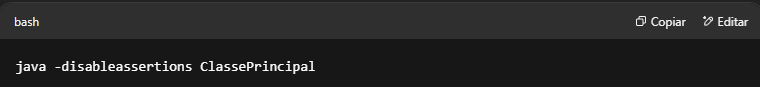 bash
Copiar
Editar
java -disableassertions ClassePrincipal